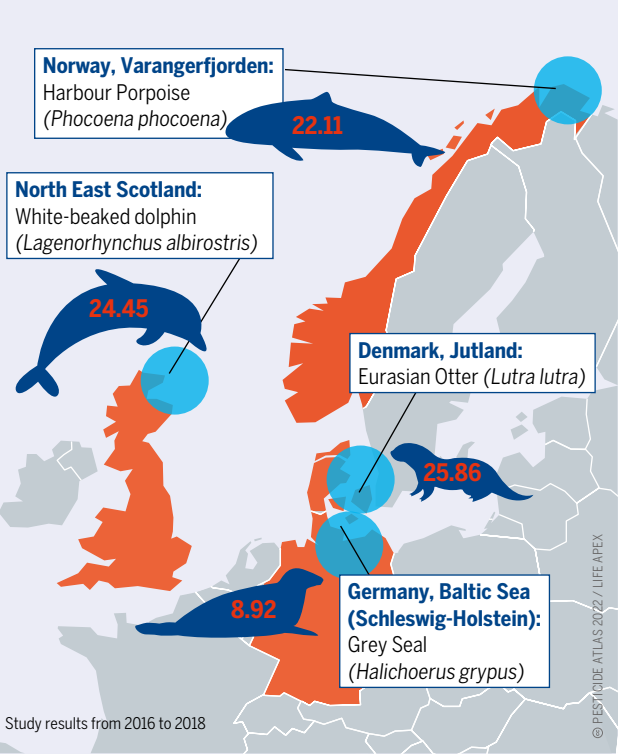 Norway, Varangerfjorden:
Harbour Porpoise
(Phocoena phocoena)
22.11
North East Scotland:
White-beaked dolphin
(Lagenorhynchus albirostris)
24.45
Denmark, Jutland:
Eurasian Otter (Lutra lutra)
25.86
Germany, Baltic Sea
(Schleswig-Holstein):
Grey Seal
(Halichoerus grypus)
8.92
Study results from 2016 to 2018
PESTICIDE ATLAS 2022 / LIFE APEX